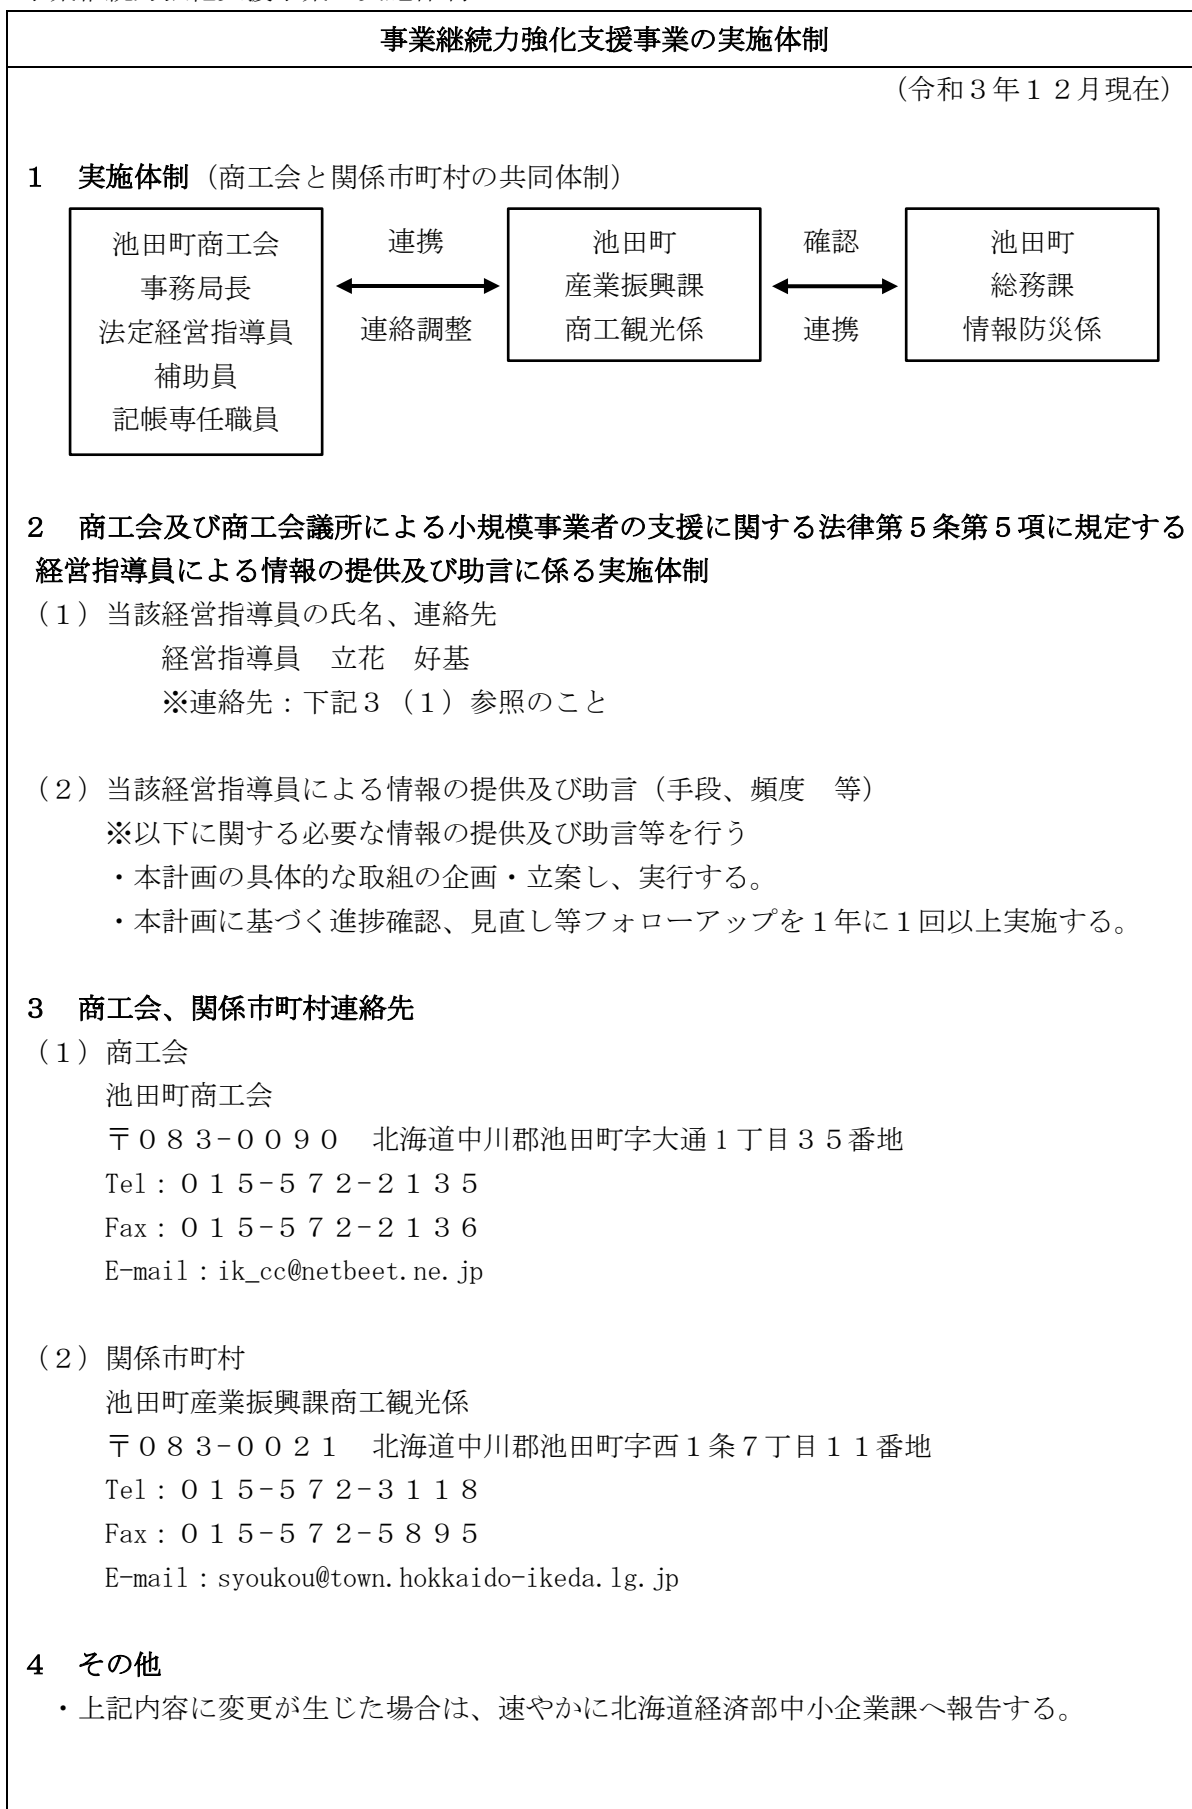 事業継続力強化支援事業の実施体制
（令和３年１２月現在）
１　実施体制（商工会と関係市町村の共同体制）
池田町商工会
事務局長
法定経営指導員
補助員
記帳専任職員
連携
連絡調整
池田町
産業振興課
商工観光係
確認
連携
池田町
総務課
情報防災係
２　商工会及び商工会議所による小規模事業者の支援に関する法律第５条第５項に規定する
経営指導員による情報の提供及び助言に係る実施体制
（１）当該経営指導員の氏名、連絡先
経営指導員　立花　好基
※連絡先：下記３（１）参照のこと
（２）当該経営指導員による情報の提供及び助言（手段、頻度　等）
※以下に関する必要な情報の提供及び助言等を行う
・本計画の具体的な取組の企画・立案し、実行する。
・本計画に基づく進捗確認、見直し等フォローアップを１年に１回以上実施する。
３　商工会、関係市町村連絡先
（１）商工会
池田町商工会
〒０８３-００９０　北海道中川郡池田町字大通１丁目３５番地
Tel：０１５-５７２-２１３５
Fax：０１５-５７２-２１３６
E-mail：ik_cc@netbeet.ne.jp
（２）関係市町村
池田町産業振興課商工観光係
〒０８３-００２１　北海道中川郡池田町字西１条７丁目１１番地
Tel：０１５-５７２-３１１８
Fax：０１５-５７２-５８９５
E-mail：syoukou@town.hokkaido-ikeda.lg.jp
４　その他
・上記内容に変更が生じた場合は、速やかに北海道経済部中小企業課へ報告する。